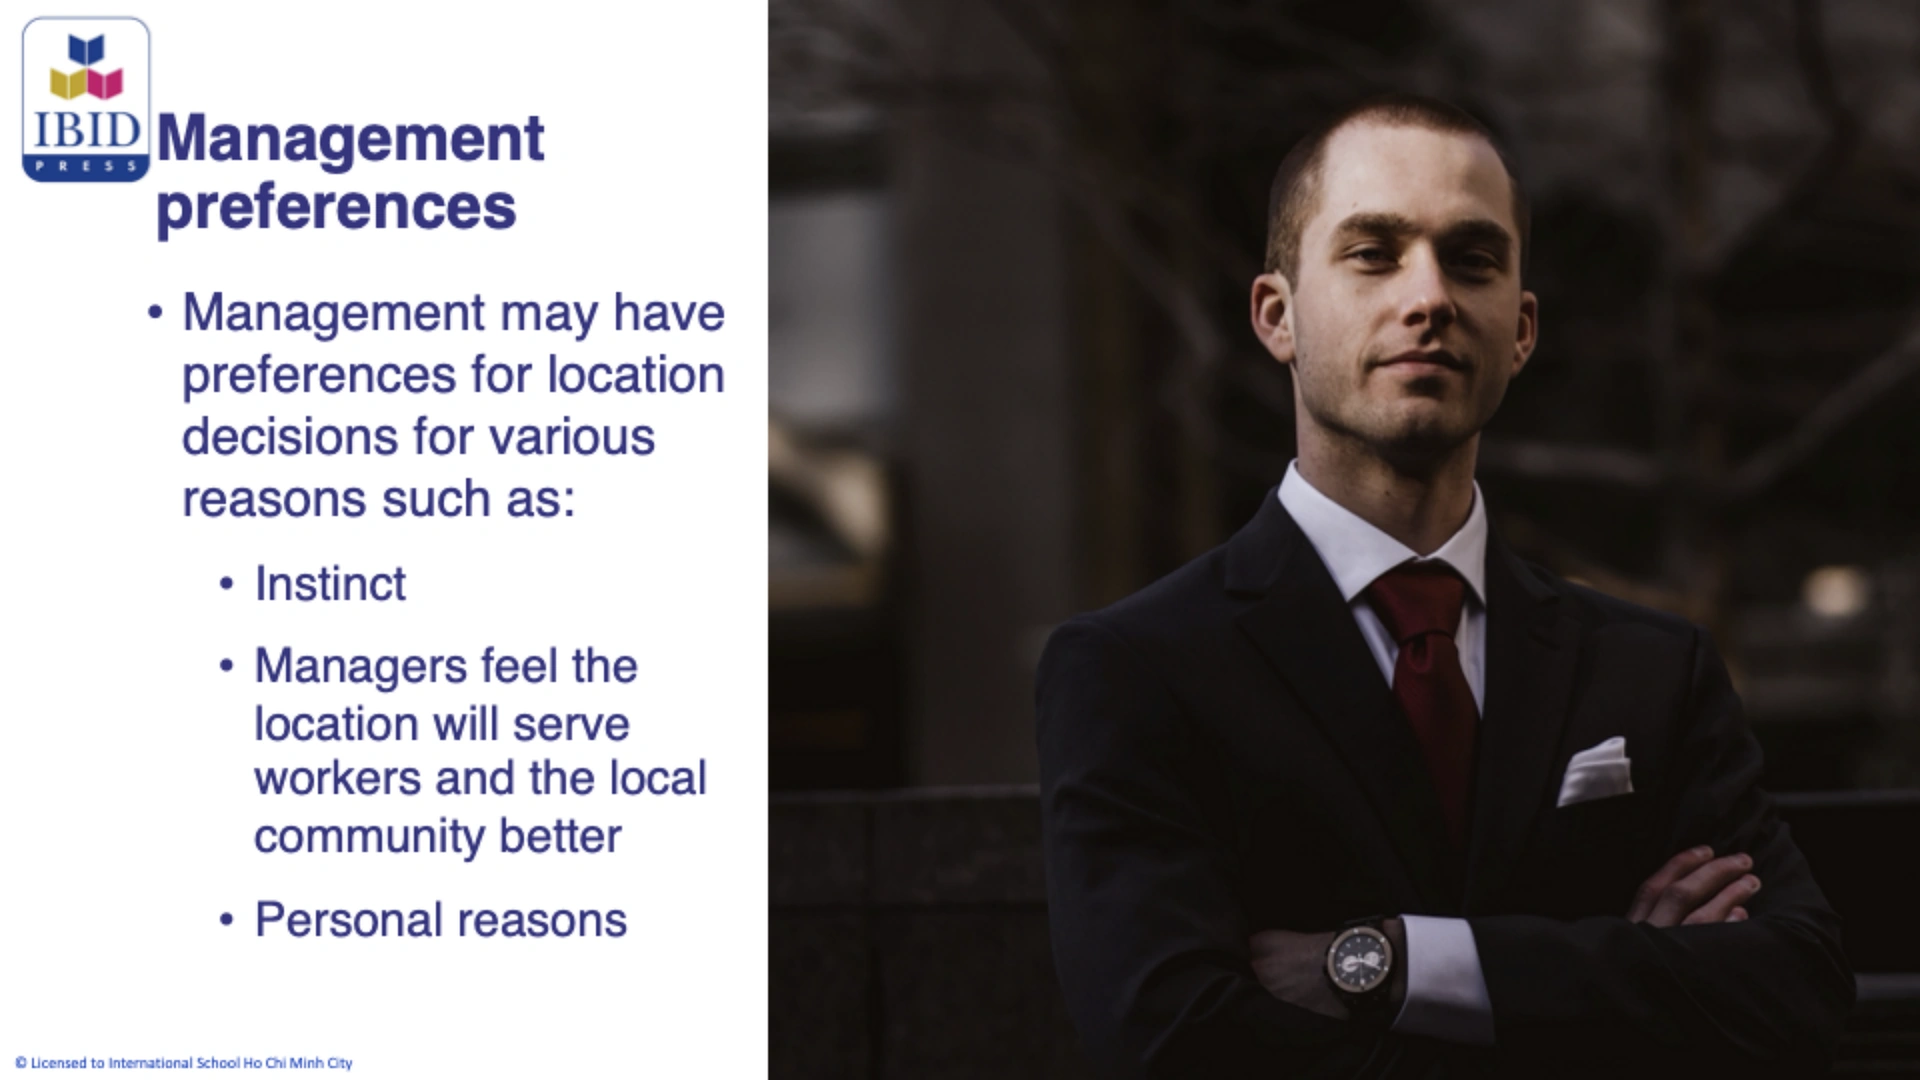 IBID
PRESS
Management
preferences
• Management may have
preferences for location
decisions for various
reasons such as:
• Instinct
• Managers feel the
location will serve
workers and the local
community better
• Personal reasons
© Licensed to International School Ho Chi Minh City